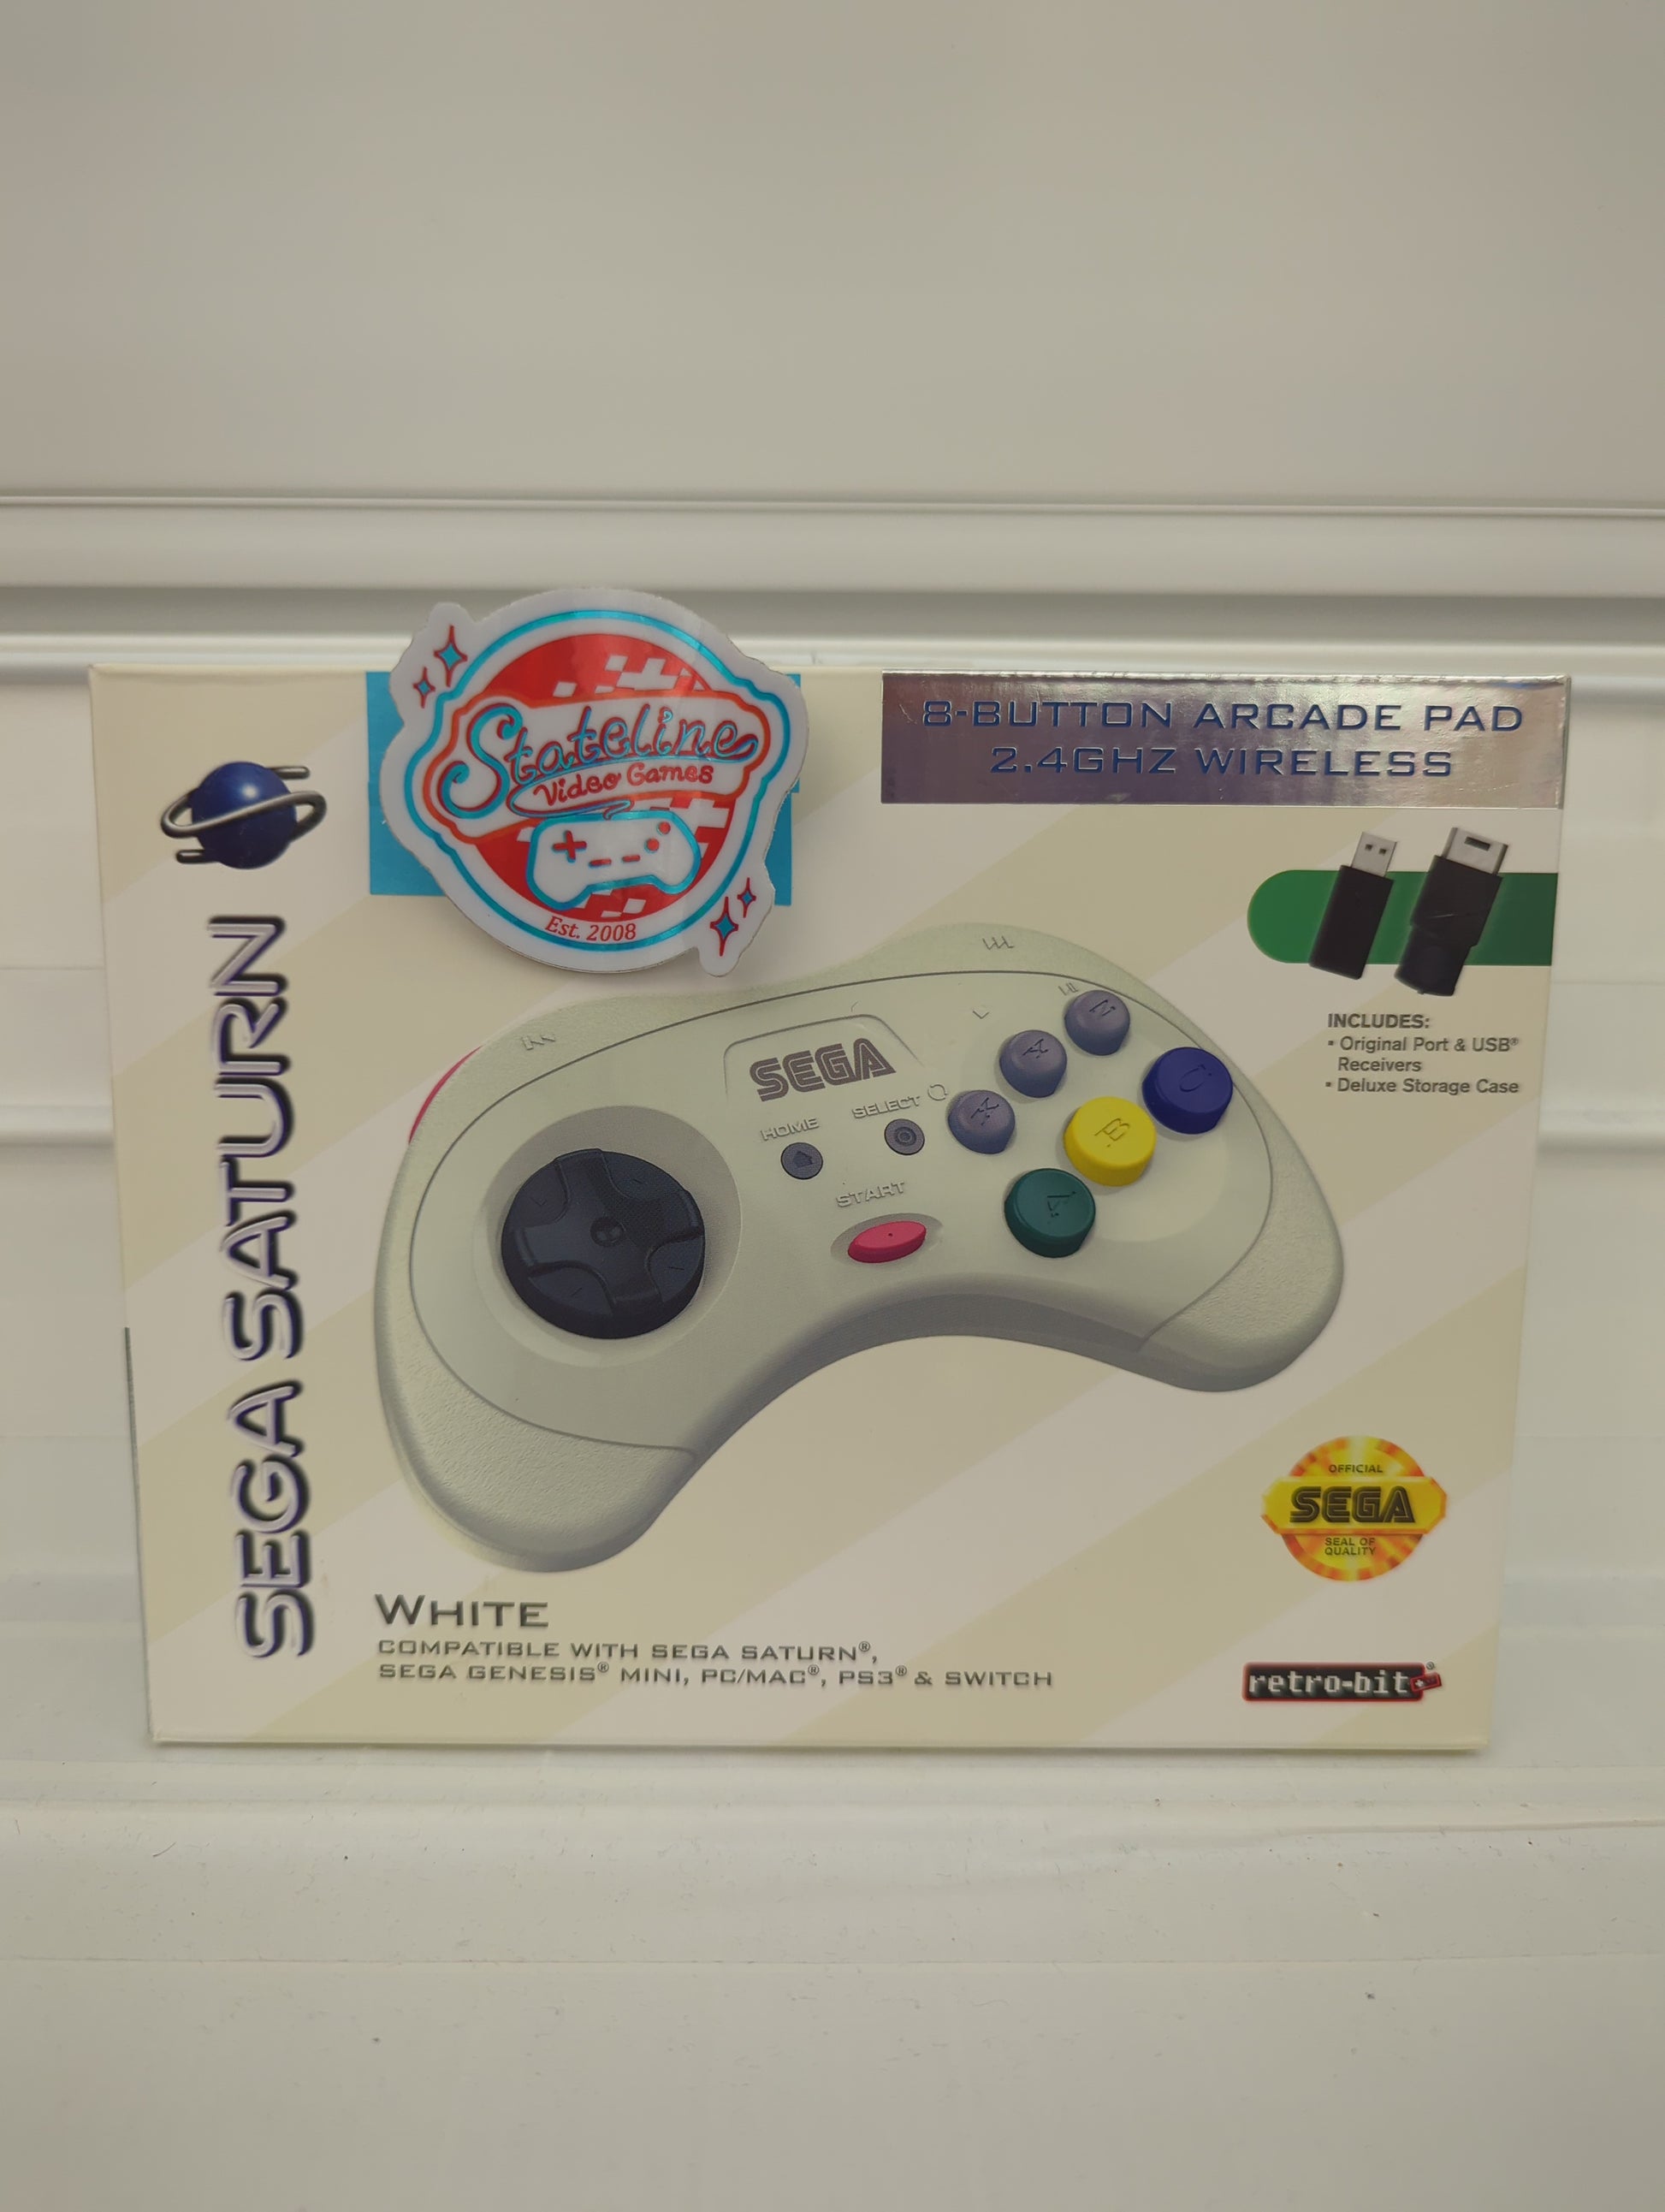 Stateline
Video Games
Est. 2008
8-BUTTON ARCADE PAD
2.4GHZ WIRELESS
SEGA SATURN
INCLUDES:
• Original Port & USB®
Receivers
• Deluxe Storage Case
SEGA
HOME
SELECT
START
X
Y
Z
A
B
C
OFFICIAL
SEGA
SEAL OF
QUALITY
WHITE
COMPATIBLE WITH SEGA SATURN®,
SEGA GENESIS® MINI, PC/MAC®, PS3® & SWITCH
retro-bit®